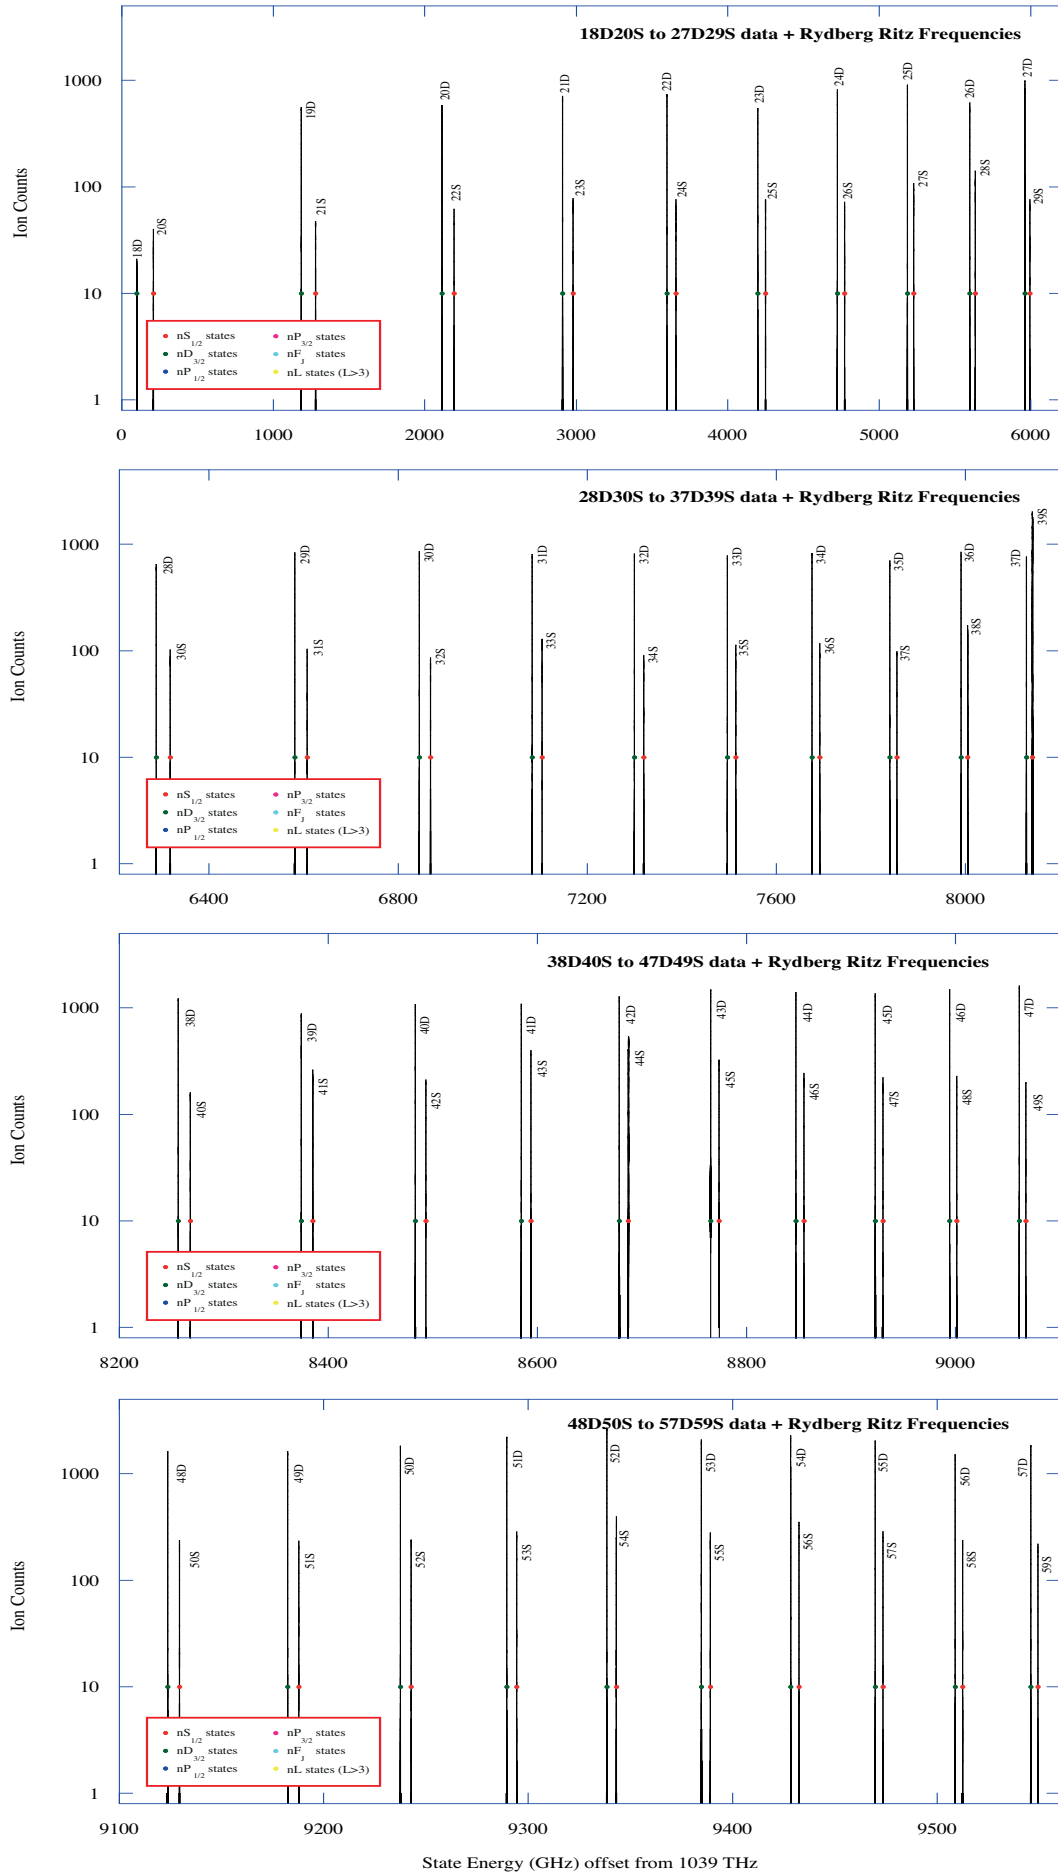 18D20S to 27D29S data + Rydberg Ritz Frequencies
Ion Counts
1000
100
10
1
18D
20S
19D
21S
20D
22S
21D
23S
22D
24S
23D
25S
24D
26S
25D
27S
26D
28S
27D
29S
nS1/2 states
nP3/2 states
nD3/2 states
nFJ states
nP1/2 states
nL states (L>3)
0 1000 2000 3000 4000 5000 6000
28D30S to 37D39S data + Rydberg Ritz Frequencies
Ion Counts
1000
100
10
1
28D
30S
29D
31S
30D
32S
31D
33S
32D
34S
33D
35S
34D
36S
35D
37S
36D
38S
37D
39S
nS1/2 states
nP3/2 states
nD3/2 states
nFJ states
nP1/2 states
nL states (L>3)
6400 6800 7200 7600 8000
38D40S to 47D49S data + Rydberg Ritz Frequencies
Ion Counts
1000
100
10
1
38D
40S
39D
41S
40D
42S
41D
43S
42D
44S
43D
45S
44D
46S
45D
47S
46D
48S
47D
49S
nS1/2 states
nP3/2 states
nD3/2 states
nFJ states
nP1/2 states
nL states (L>3)
8200 8400 8600 8800 9000
48D50S to 57D59S data + Rydberg Ritz Frequencies
Ion Counts
1000
100
10
1
48D
50S
49D
51S
50D
52S
51D
53S
52D
54S
53D
55S
54D
56S
55D
57S
56D
58S
57D
59S
nS1/2 states
nP3/2 states
nD3/2 states
nFJ states
nP1/2 states
nL states (L>3)
9100 9200 9300 9400 9500
State Energy (GHz) offset from 1039 THz